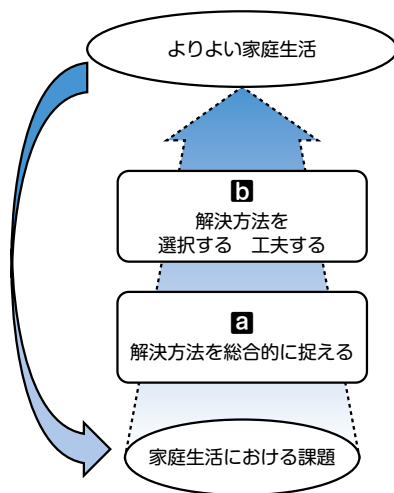 よりよい家庭生活
b
解決方法を
選択する 工夫する
a
解決方法を総合的に捉える
家庭生活における課題